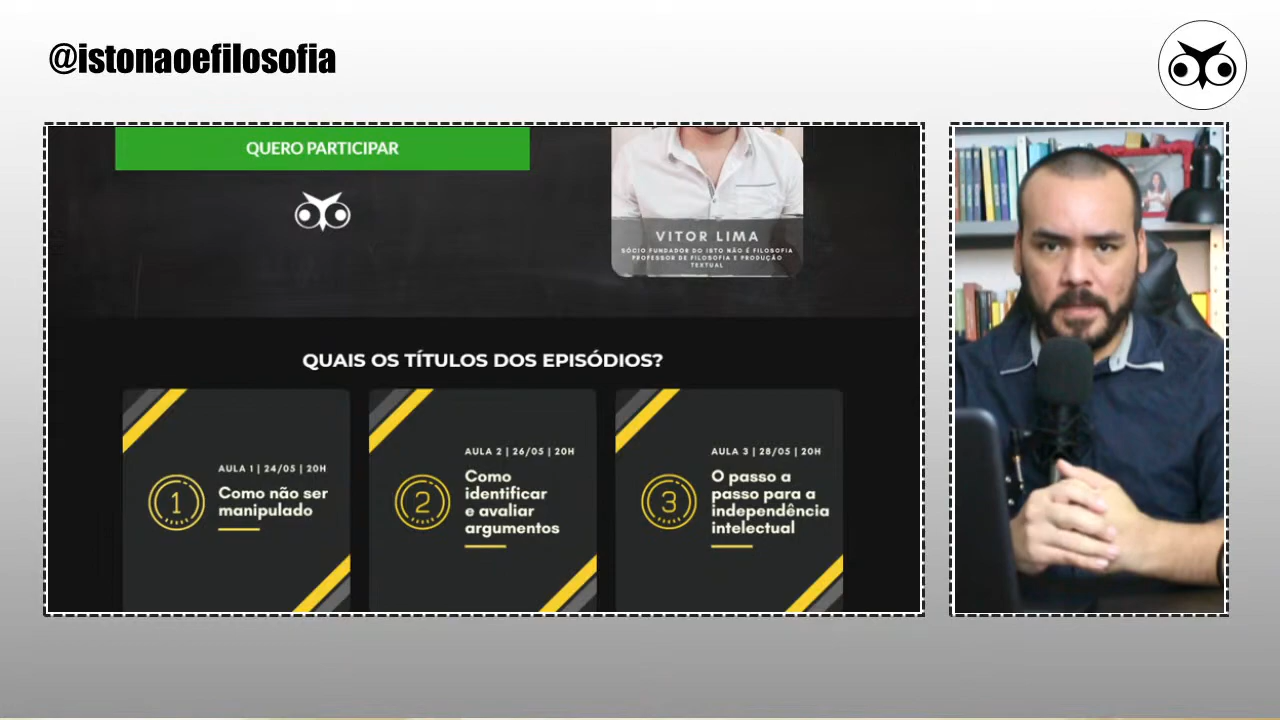 @istonaoefilosofia
QUERO PARTICIPAR
VITOR LIMA
SÓCIO FUNDADOR DO ISTO NÃO É FILOSOFIA
PROFESSOR DE FILOSOFIA E PRODUÇÃO
TEXTUAL
QUAIS OS TÍTULOS DOS EPISÓDIOS?
AULA 1 | 24/05 | 20H
1
Como não ser
manipulado
AULA 2 | 26/05 | 20H
2
Como
identificar
e avaliar
argumentos
AULA 3 | 28/05 | 20H
3
O passo a
passo para a
independência
intelectual